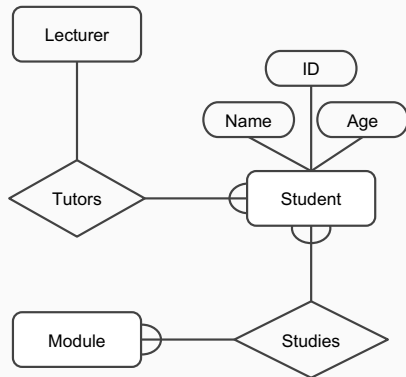 Lecturer
ID
Name
Age
Tutors
Student
Module
Studies